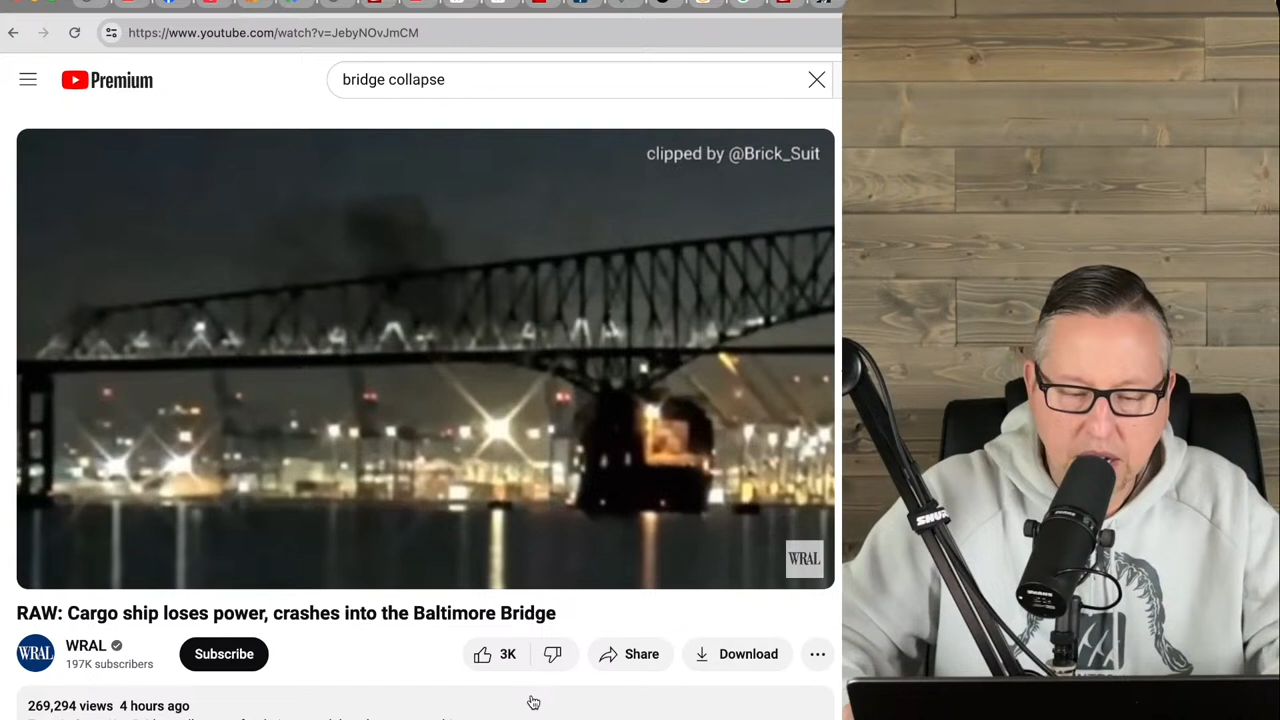 https://www.youtube.com/watch?v=JebyNOvJmCM
Premium
bridge collapse
clipped by @Brick_Suit
WRAL
RAW: Cargo ship loses power, crashes into the Baltimore Bridge
WRAL
WRAL
197K subscribers
Subscribe
3K
Share
Download
269,294 views 4 hours ago